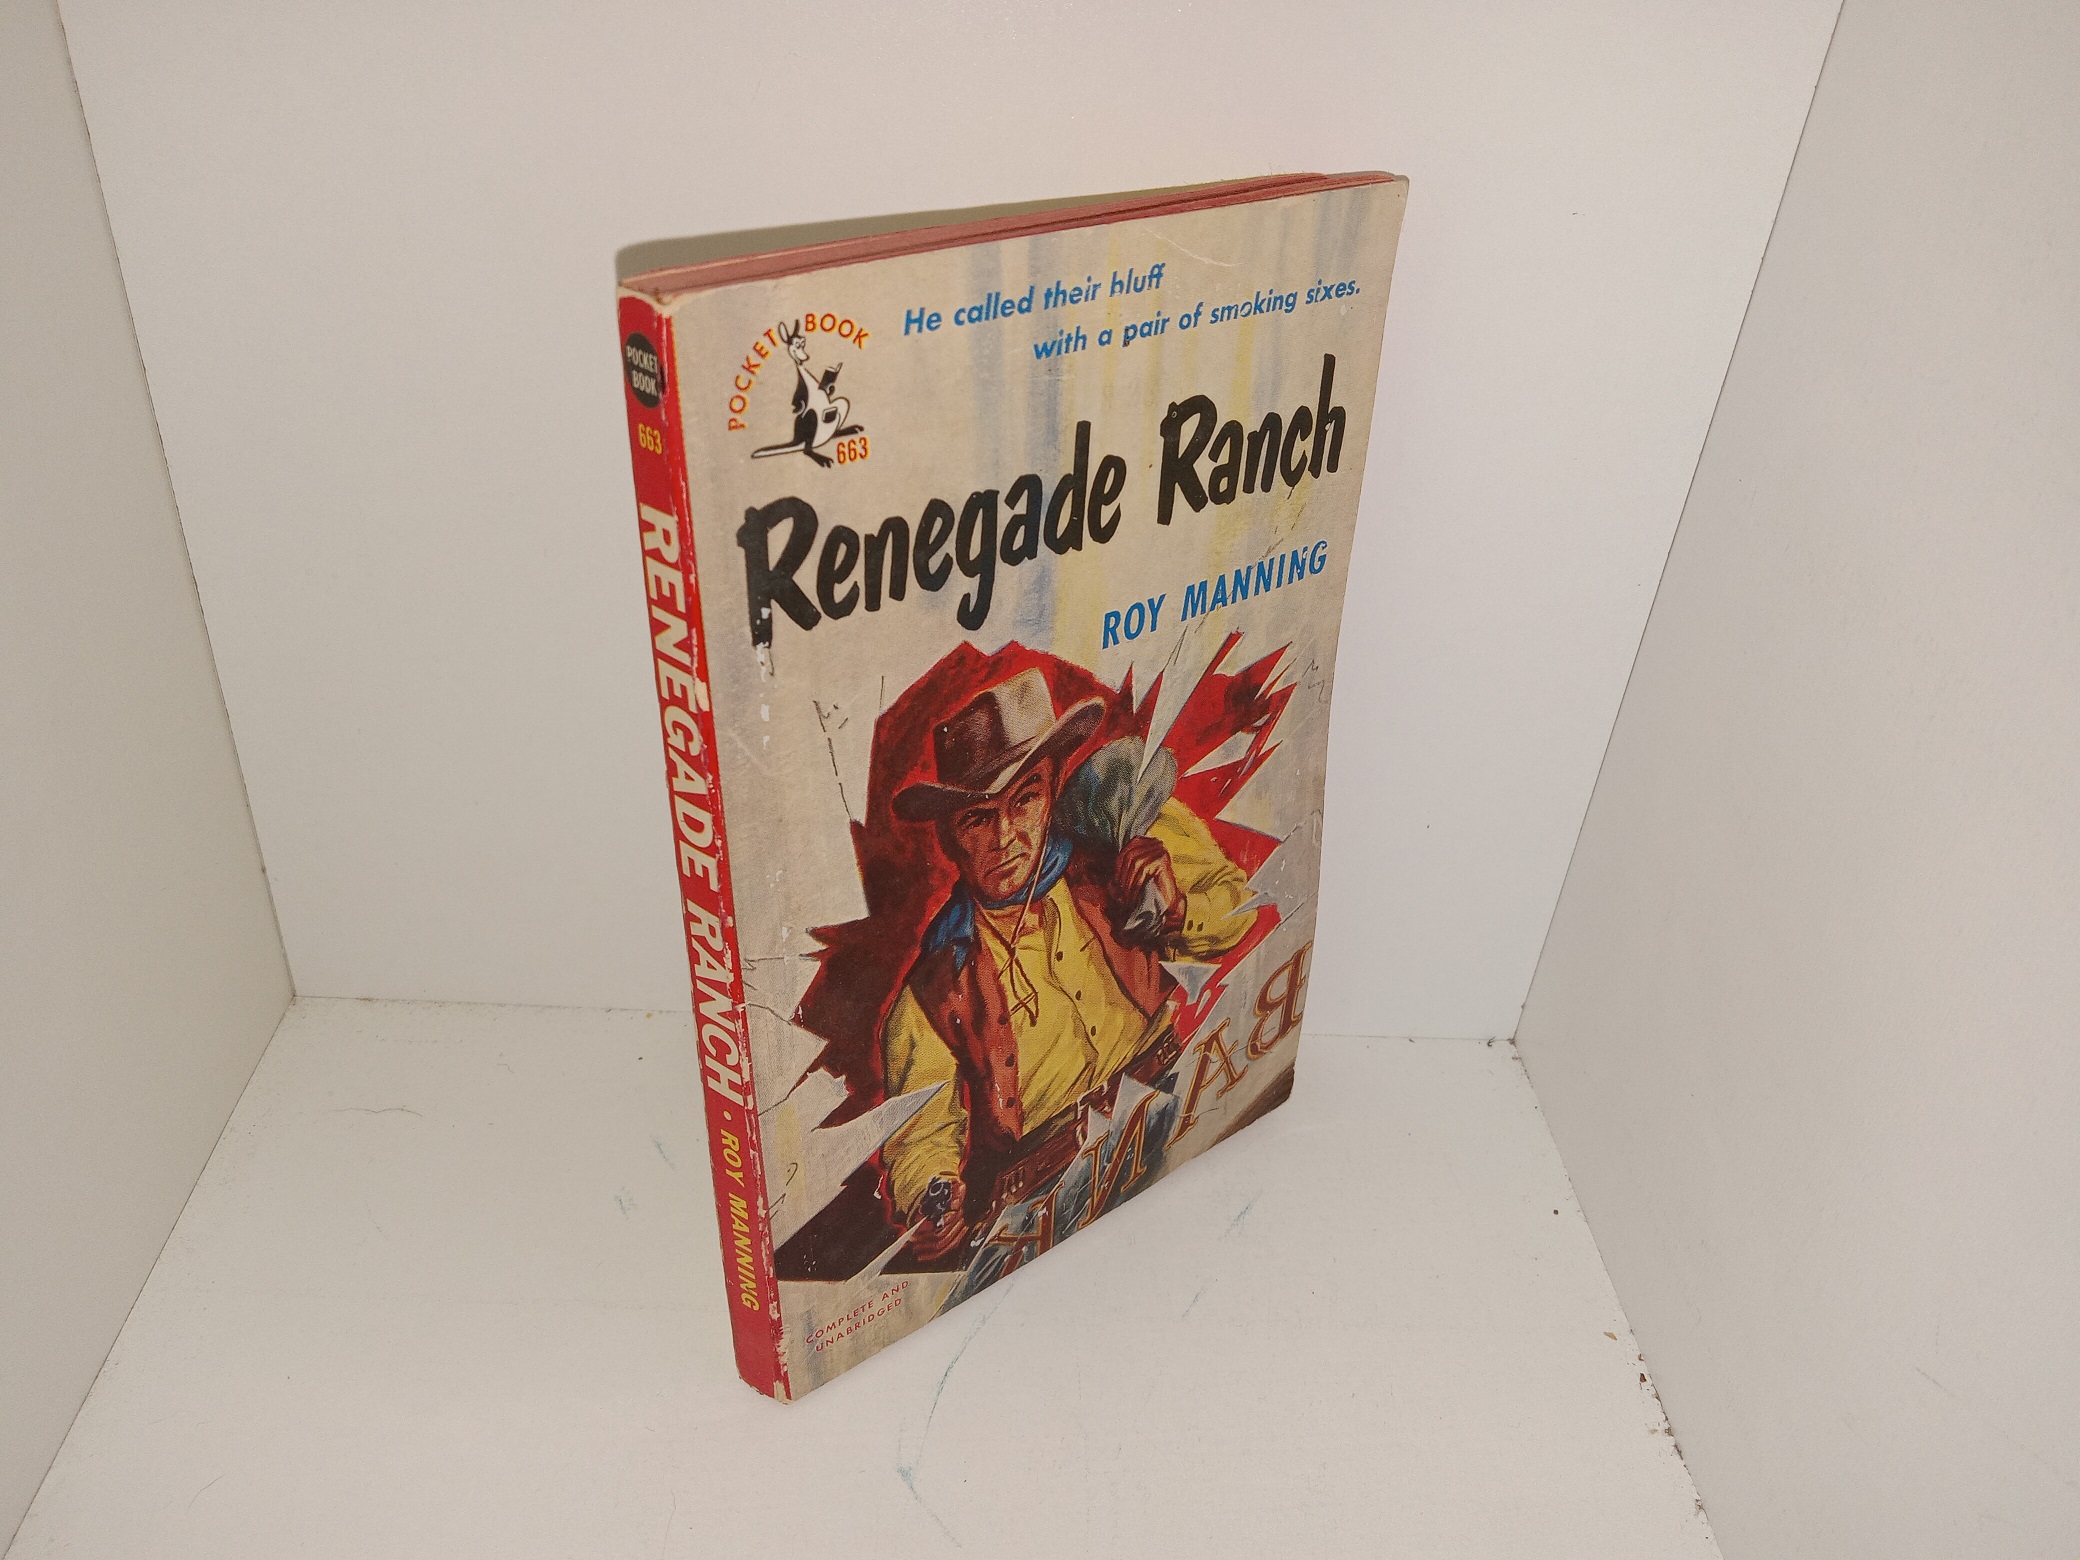 POCKET
BOOK
663
RENEGADE RANCH • ROY MANNING
POCKET BOOK
663
He called their bluff
with a pair of smoking sixes.
Renegade Ranch
ROY MANNING
BANK
COMPLETE AND
UNABRIDGED